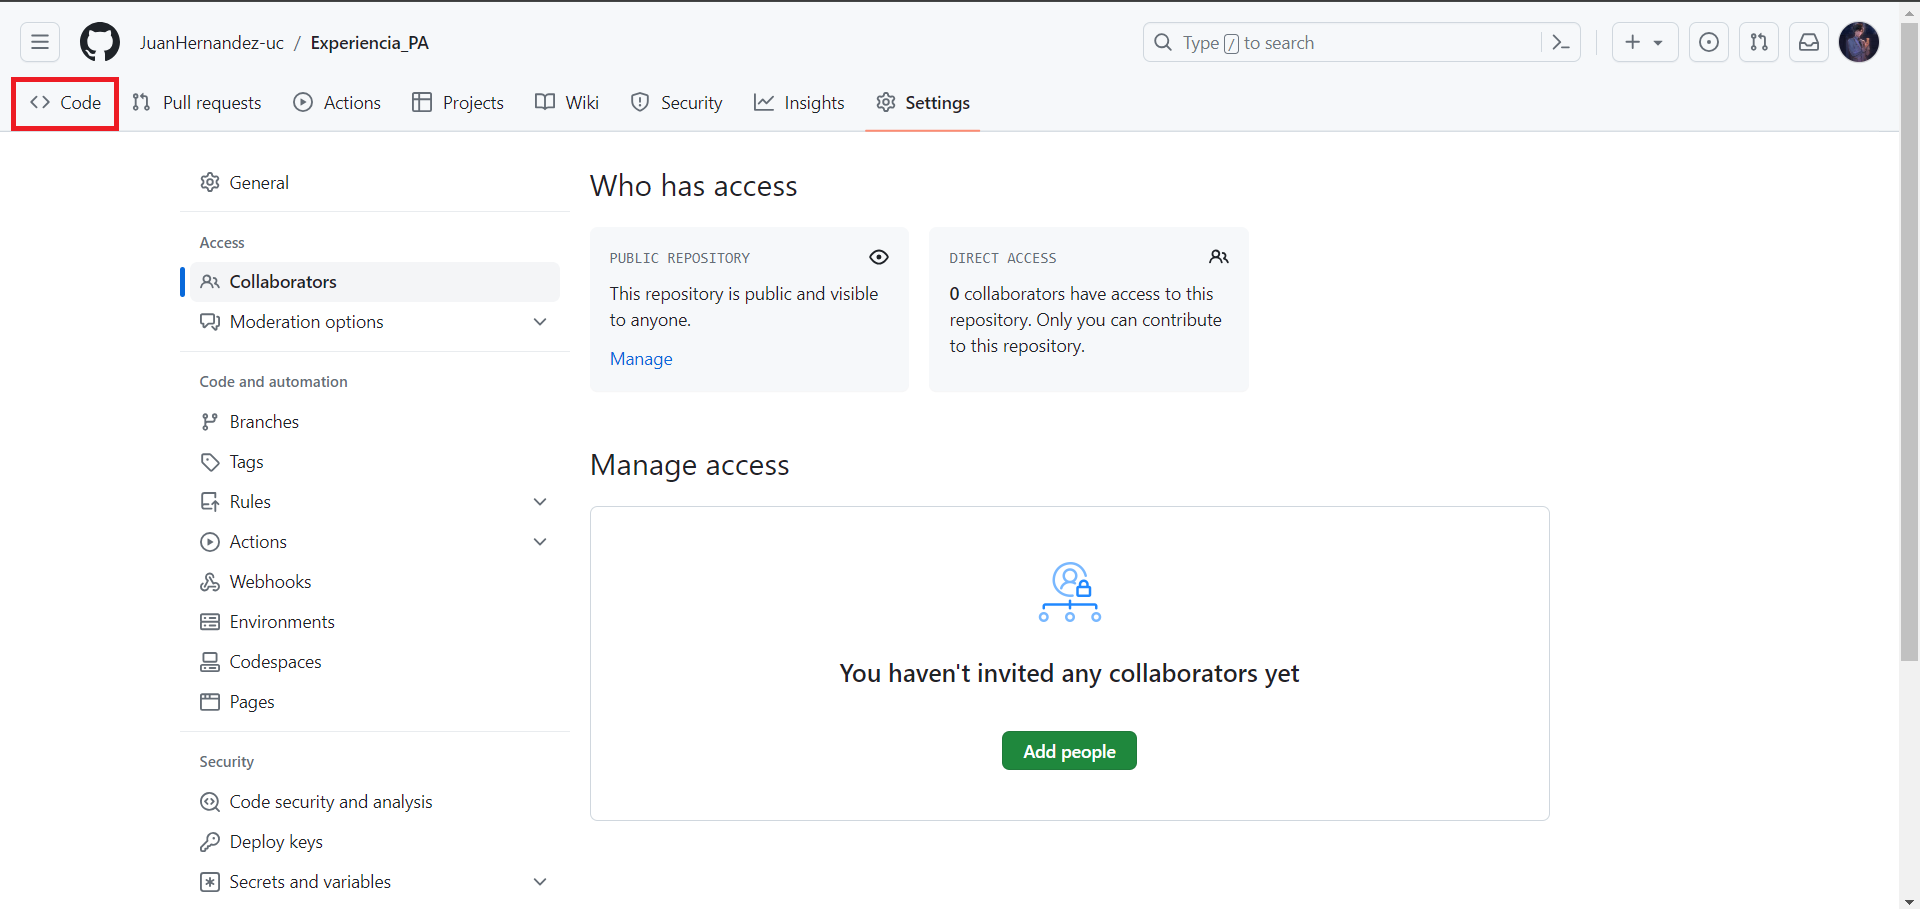 JuanHernandez-uc / Experiencia_PA
Type / to search
Code
Pull requests
Actions
Projects
Wiki
Security
Insights
Settings
General
Access
Collaborators
Moderation options
Code and automation
Branches
Tags
Rules
Actions
Webhooks
Environments
Codespaces
Pages
Security
Code security and analysis
Deploy keys
Secrets and variables
Who has access
PUBLIC REPOSITORY
This repository is public and visible
to anyone.
Manage
DIRECT ACCESS
0 collaborators have access to this
repository. Only you can contribute
to this repository.
Manage access
You haven't invited any collaborators yet
Add people